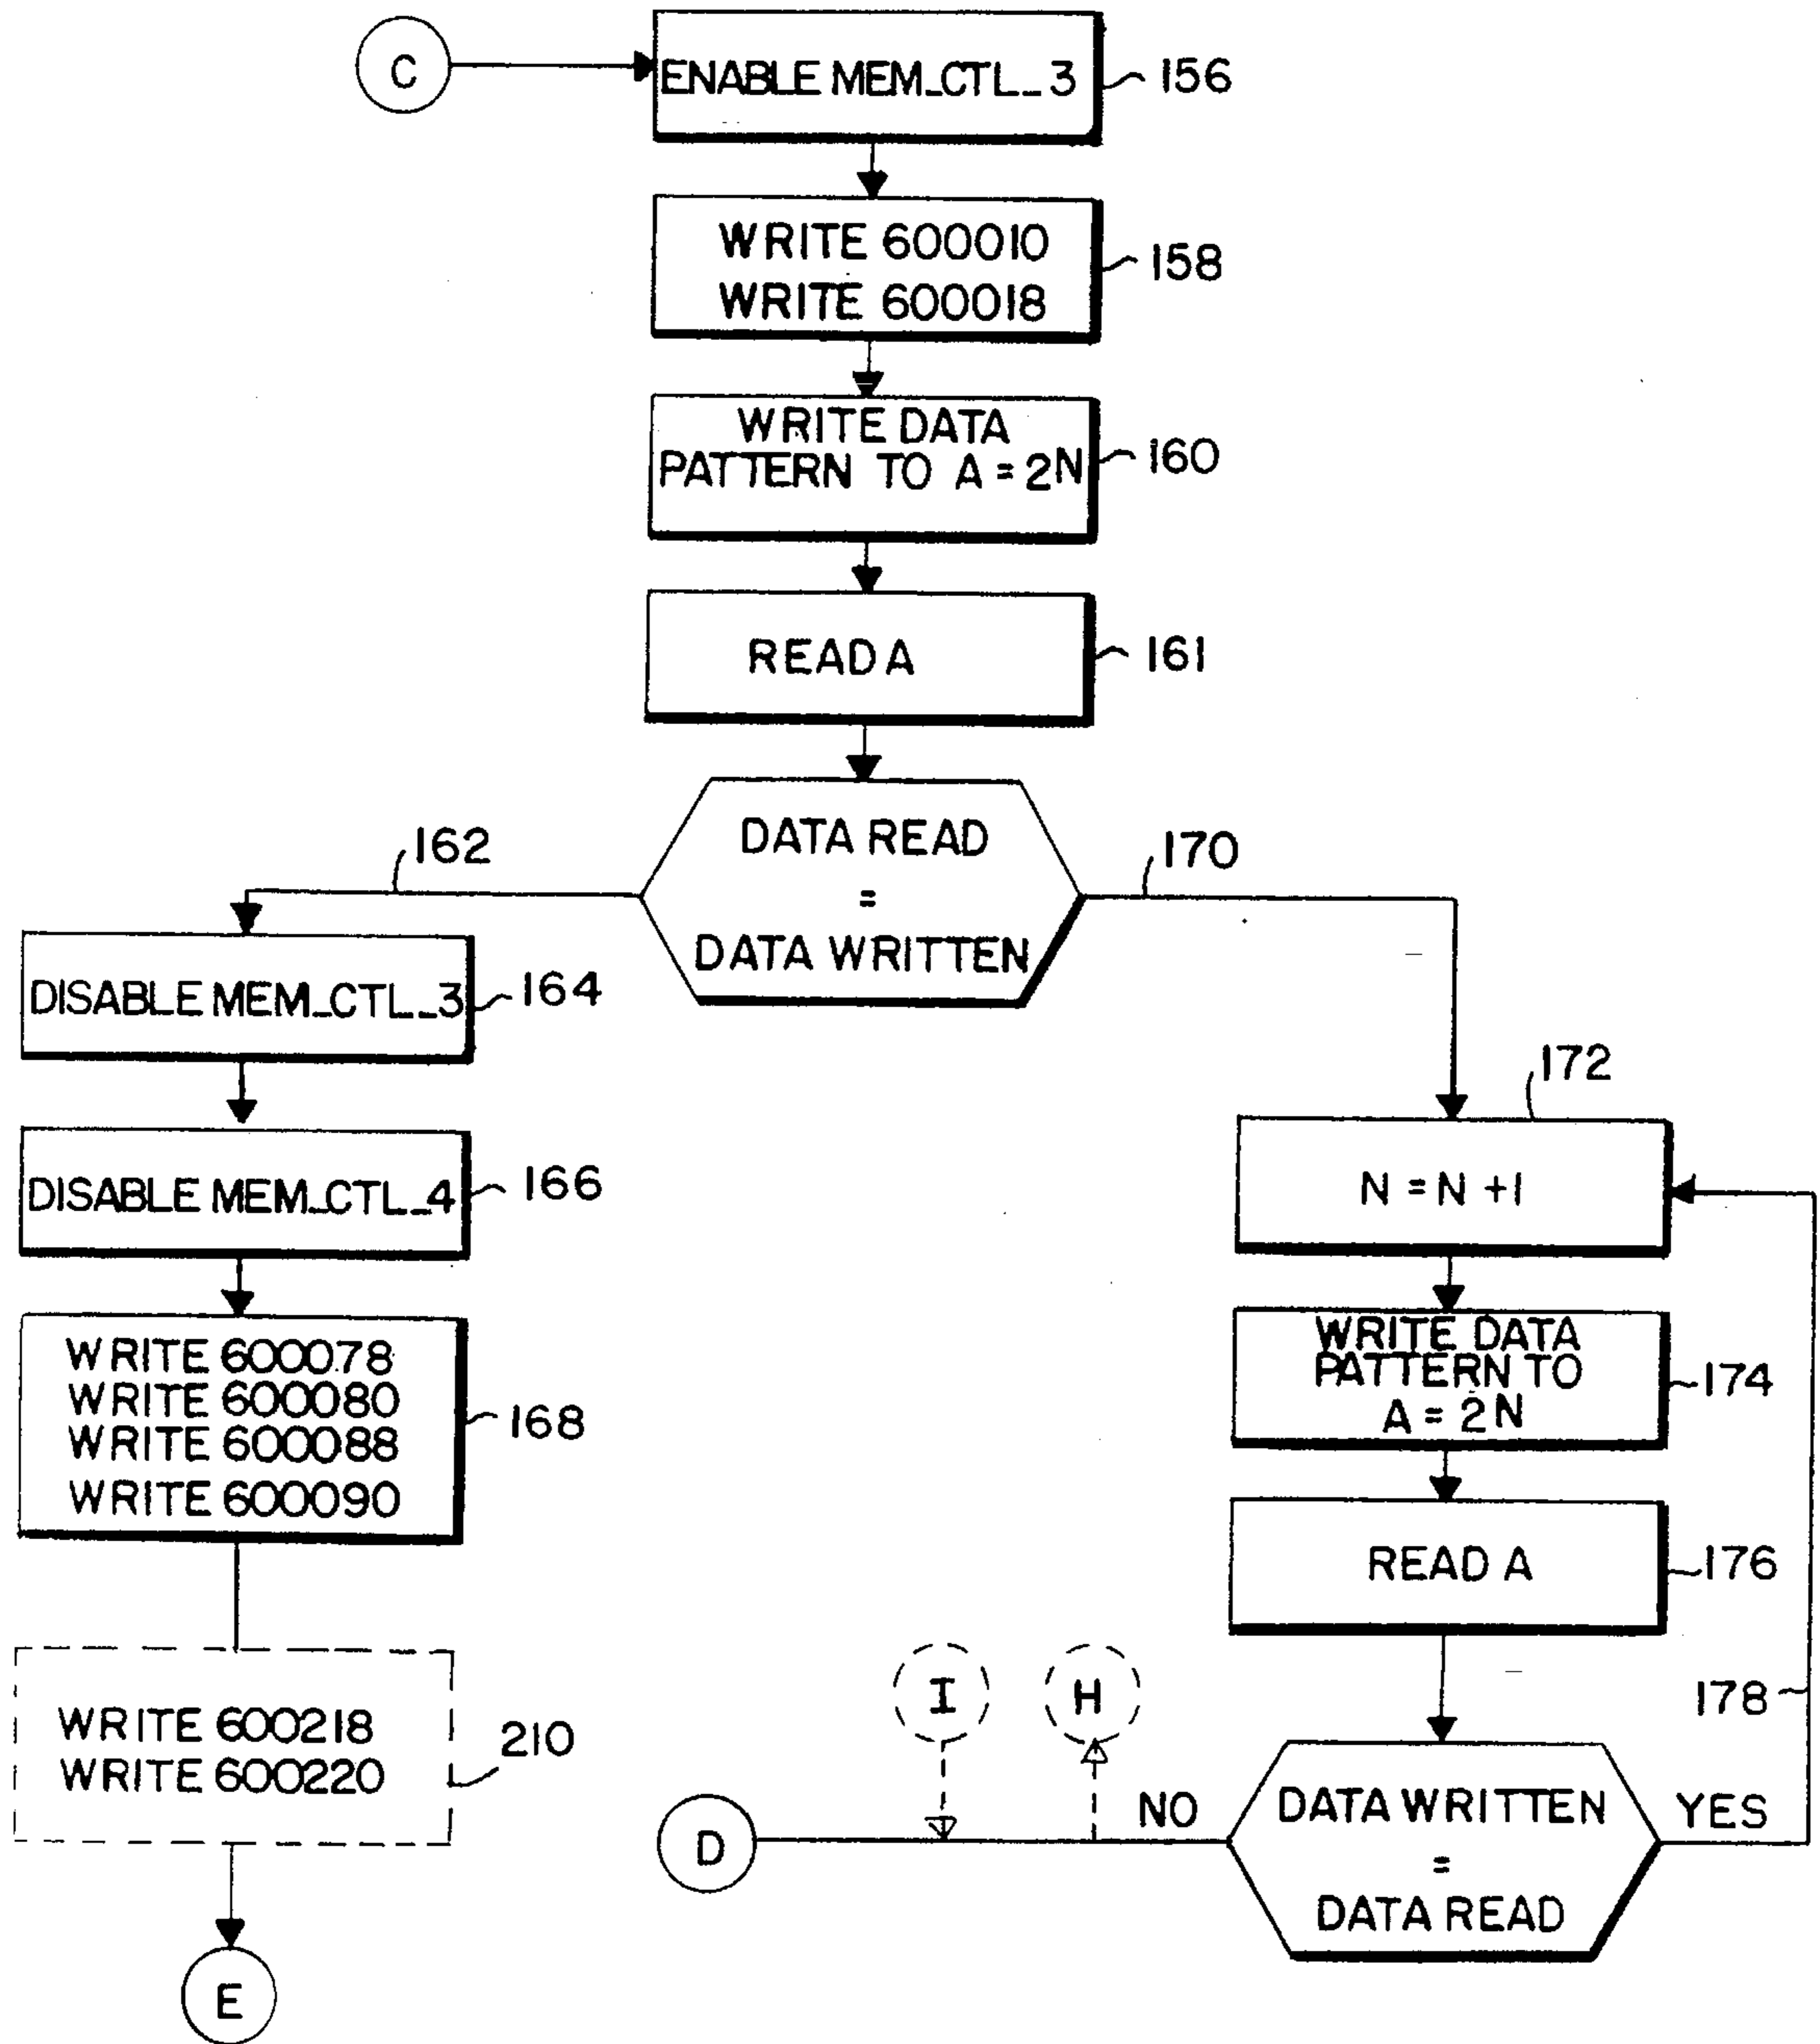 C
ENABLE MEM_CTL_3
156
WRITE 600010
WRITE 600018
158
WRITE DATA
PATTERN TO A = 2N
160
READ A
161
DATA READ
=
DATA WRITTEN
162
170
DISABLE MEM_CTL_3
164
DISABLE MEM_CTL_4
166
WRITE 600078
WRITE 600080
WRITE 600088
WRITE 600090
168
WRITE 600218
WRITE 600220
210
E
172
N = N +1
WRITE DATA
PATTERN TO
A = 2N
174
READ A
176
178
I
H
D
NO
DATA WRITTEN
=
DATA READ
YES